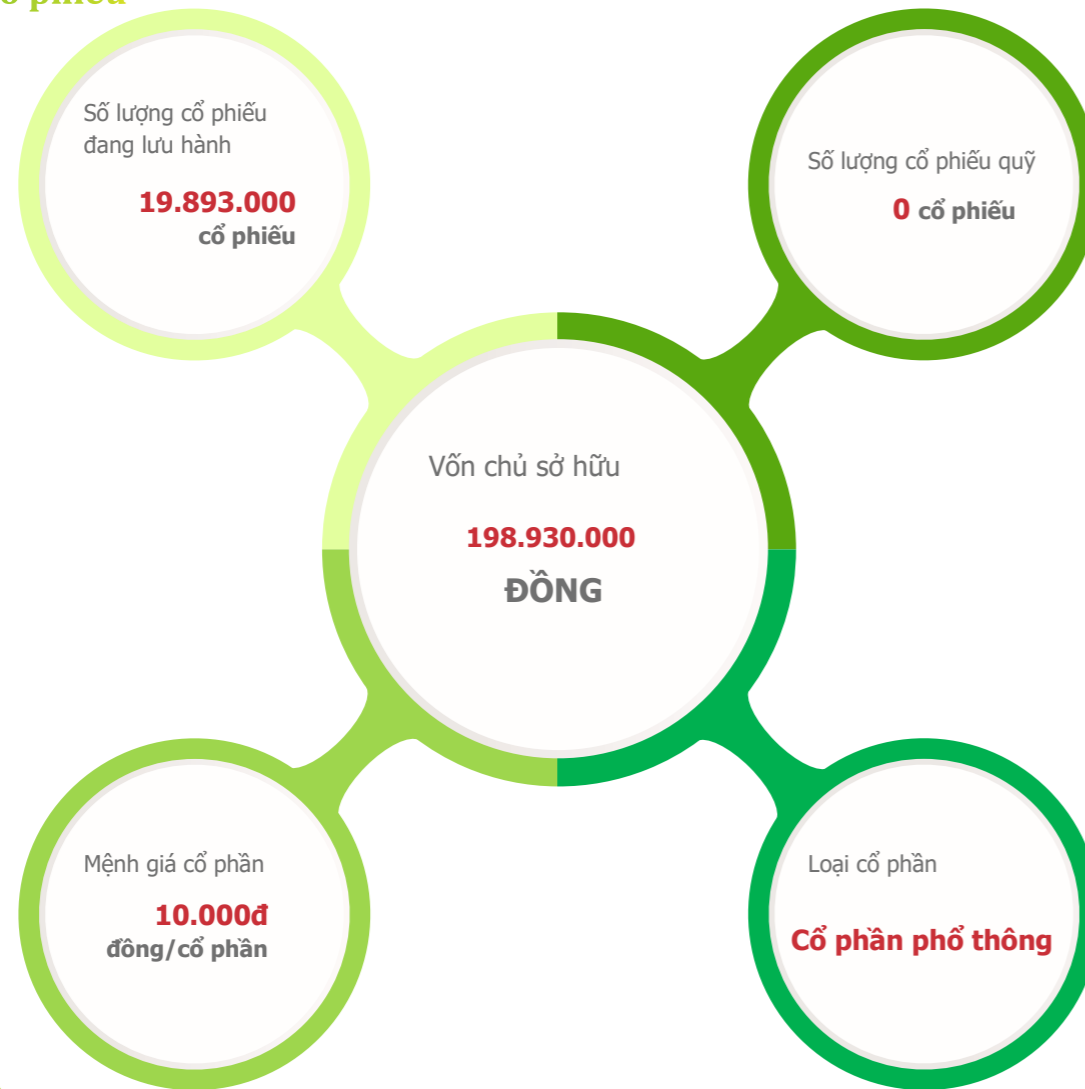 phiếu
Số lượng cổ phiếu
đang lưu hành
19.893.000
cổ phiếu
Số lượng cổ phiếu quỹ
0 cổ phiếu
Vốn chủ sở hữu
198.930.000
ĐỒNG
Mệnh giá cổ phần
10.000đ
đông/cổ phần
Loại cổ phần
Cổ phần phổ thông